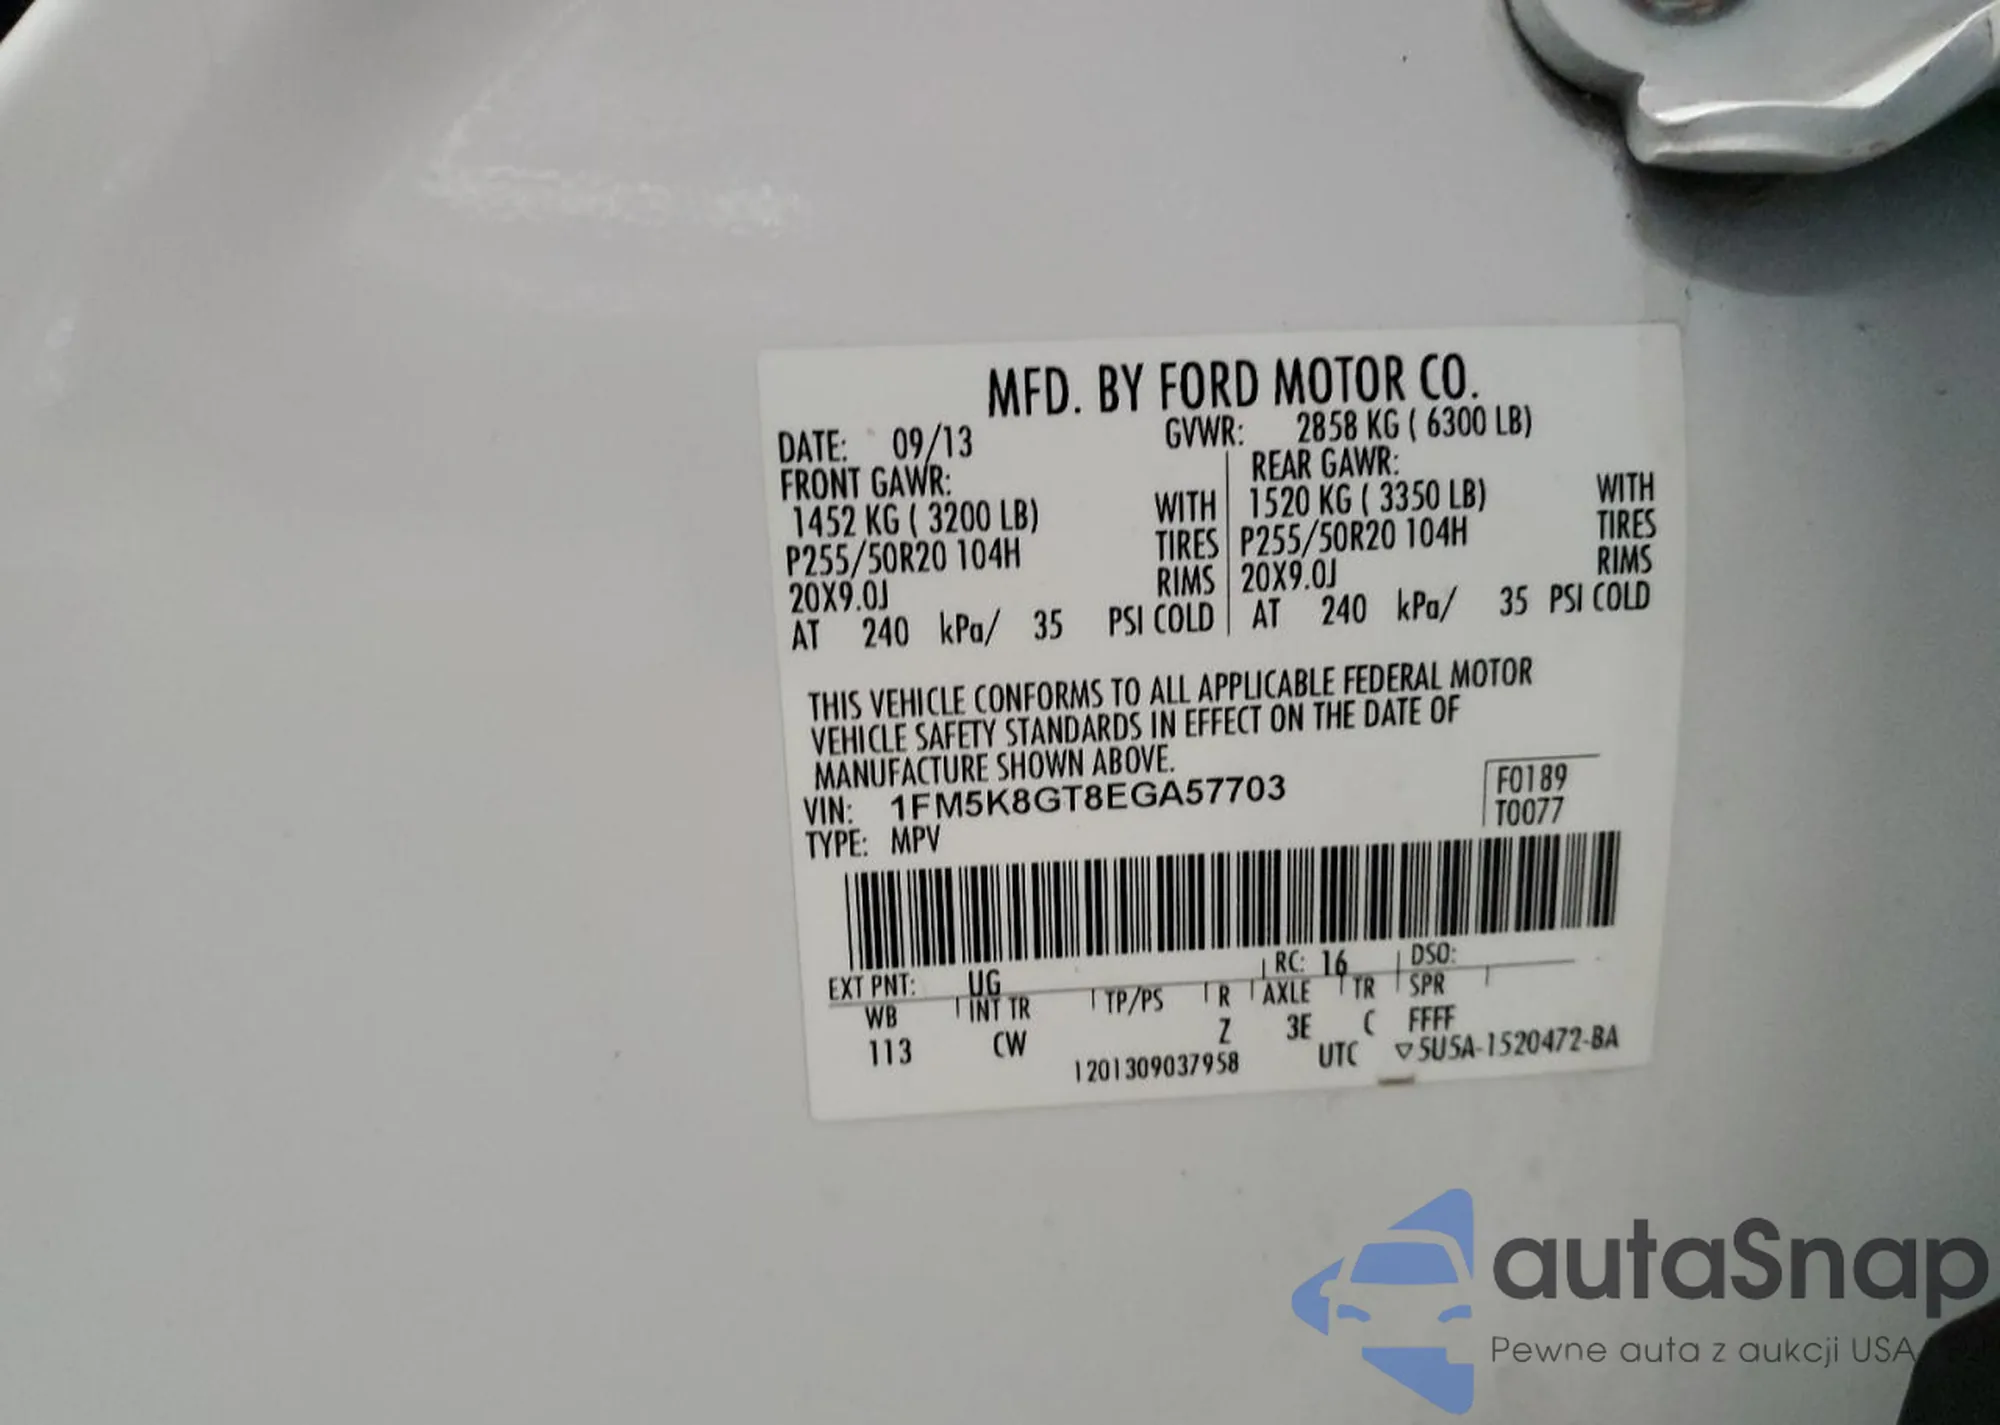 MFD. BY FORD MOTOR CO.
DATE: 09/13 GVWR: 2858 KG ( 6300 LB)
FRONT GAWR: REAR GAWR:
1452 KG ( 3200 LB) WITH 1520 KG ( 3350 LB) WITH
P255/50R20 104H TIRES P255/50R20 104H TIRES
20X9.0J RIMS 20X9.0J RIMS
AT 240 kPa/ 35 PSI COLD AT 240 kPa/ 35 PSI COLD
THIS VEHICLE CONFORMS TO ALL APPLICABLE FEDERAL MOTOR
VEHICLE SAFETY STANDARDS IN EFFECT ON THE DATE OF
MANUFACTURE SHOWN ABOVE.
VIN: 1FM5K8GT8EGA57703 F0189
TYPE: MPV T0077
EXT PNT: UG RC: 16 DSO:
WB INT TR TP/PS R AXLE TR SPR
113 CW Z 3E C FFFF
1201309037958 UTC ▽5U5A-1520472-BA
autaSnap
Pewne auta z aukcji USA